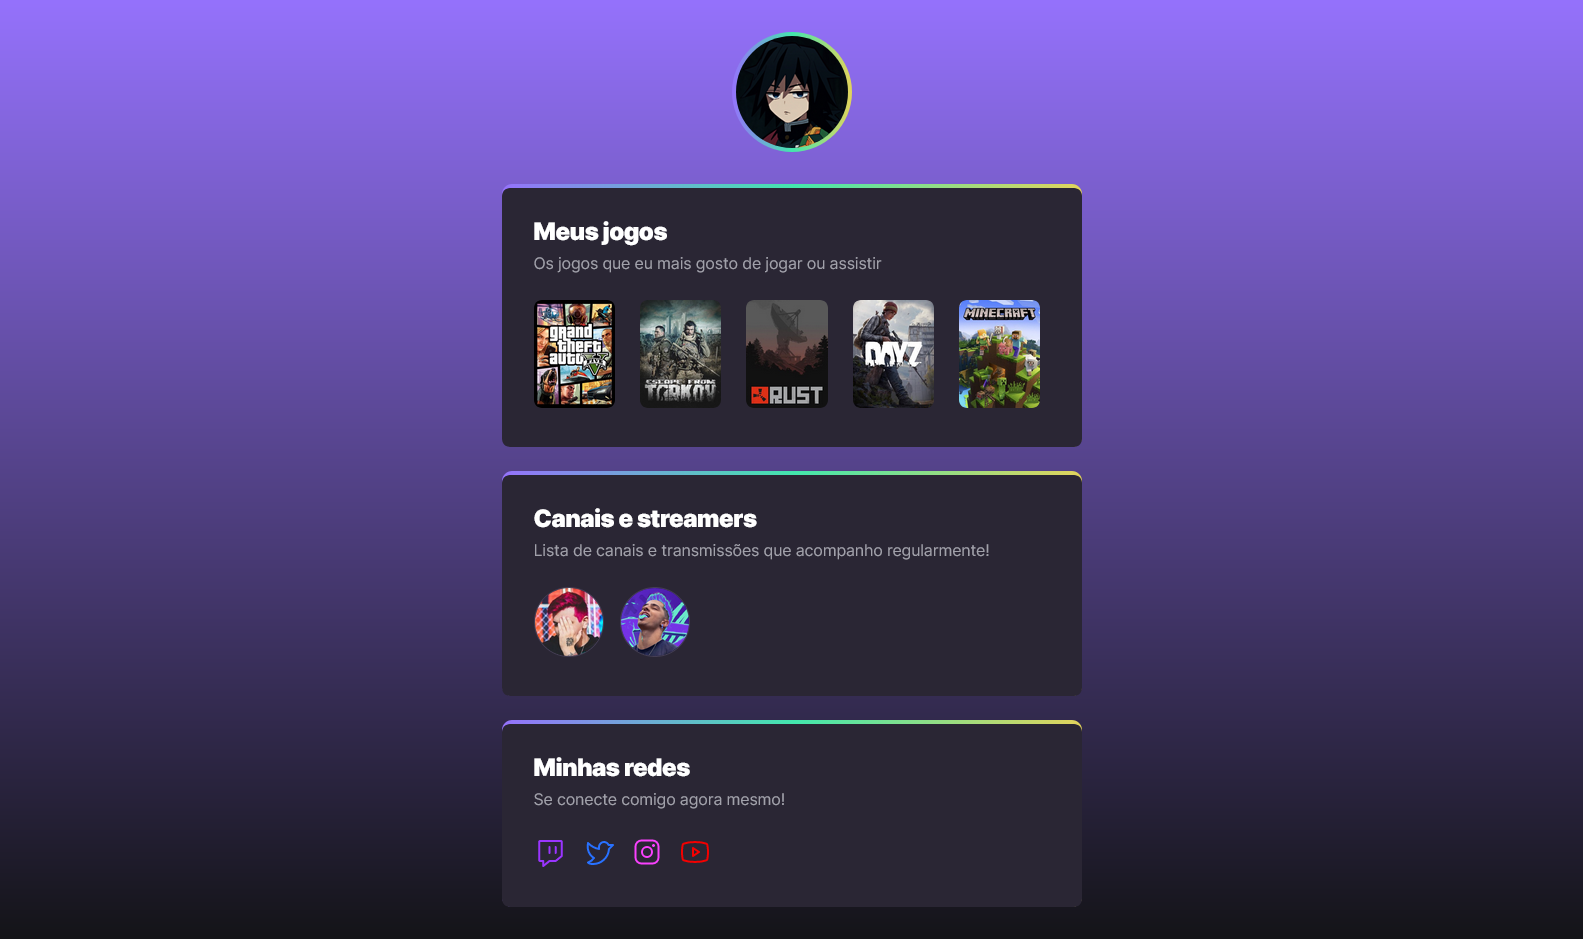 Meus jogos
Os jogos que eu mais gosto de jogar ou assistir
grand
theft
auto V
ESCAPE FROM
TARKOV
RUST
DAYZ
MINECRAFT
Canais e streamers
Lista de canais e transmissões que acompanho regularmente!
Minhas redes
Se conecte comigo agora mesmo!